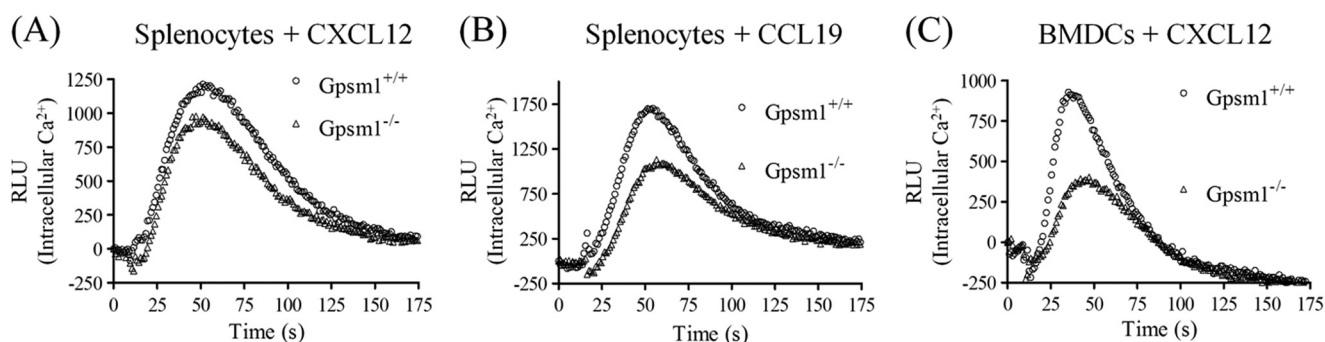 (A) Splenocytes + CXCL12
RLU
(Intracellular Ca²⁺)
1250
1000
750
500
250
0
-250
Gpsm1⁺/⁺
Gpsm1⁻/⁻
0 25 50 75 100 125 150 175
Time (s)
(B) Splenocytes + CCL19
RLU
(Intracellular Ca²⁺)
1750
1250
750
250
-250
Gpsm1⁺/⁺
Gpsm1⁻/⁻
0 25 50 75 100 125 150 175
Time (s)
(C) BMDCs + CXCL12
RLU
(Intracellular Ca²⁺)
1000
750
500
250
0
-250
Gpsm1⁺/⁺
Gpsm1⁻/⁻
0 25 50 75 100 125 150 175
Time (s)